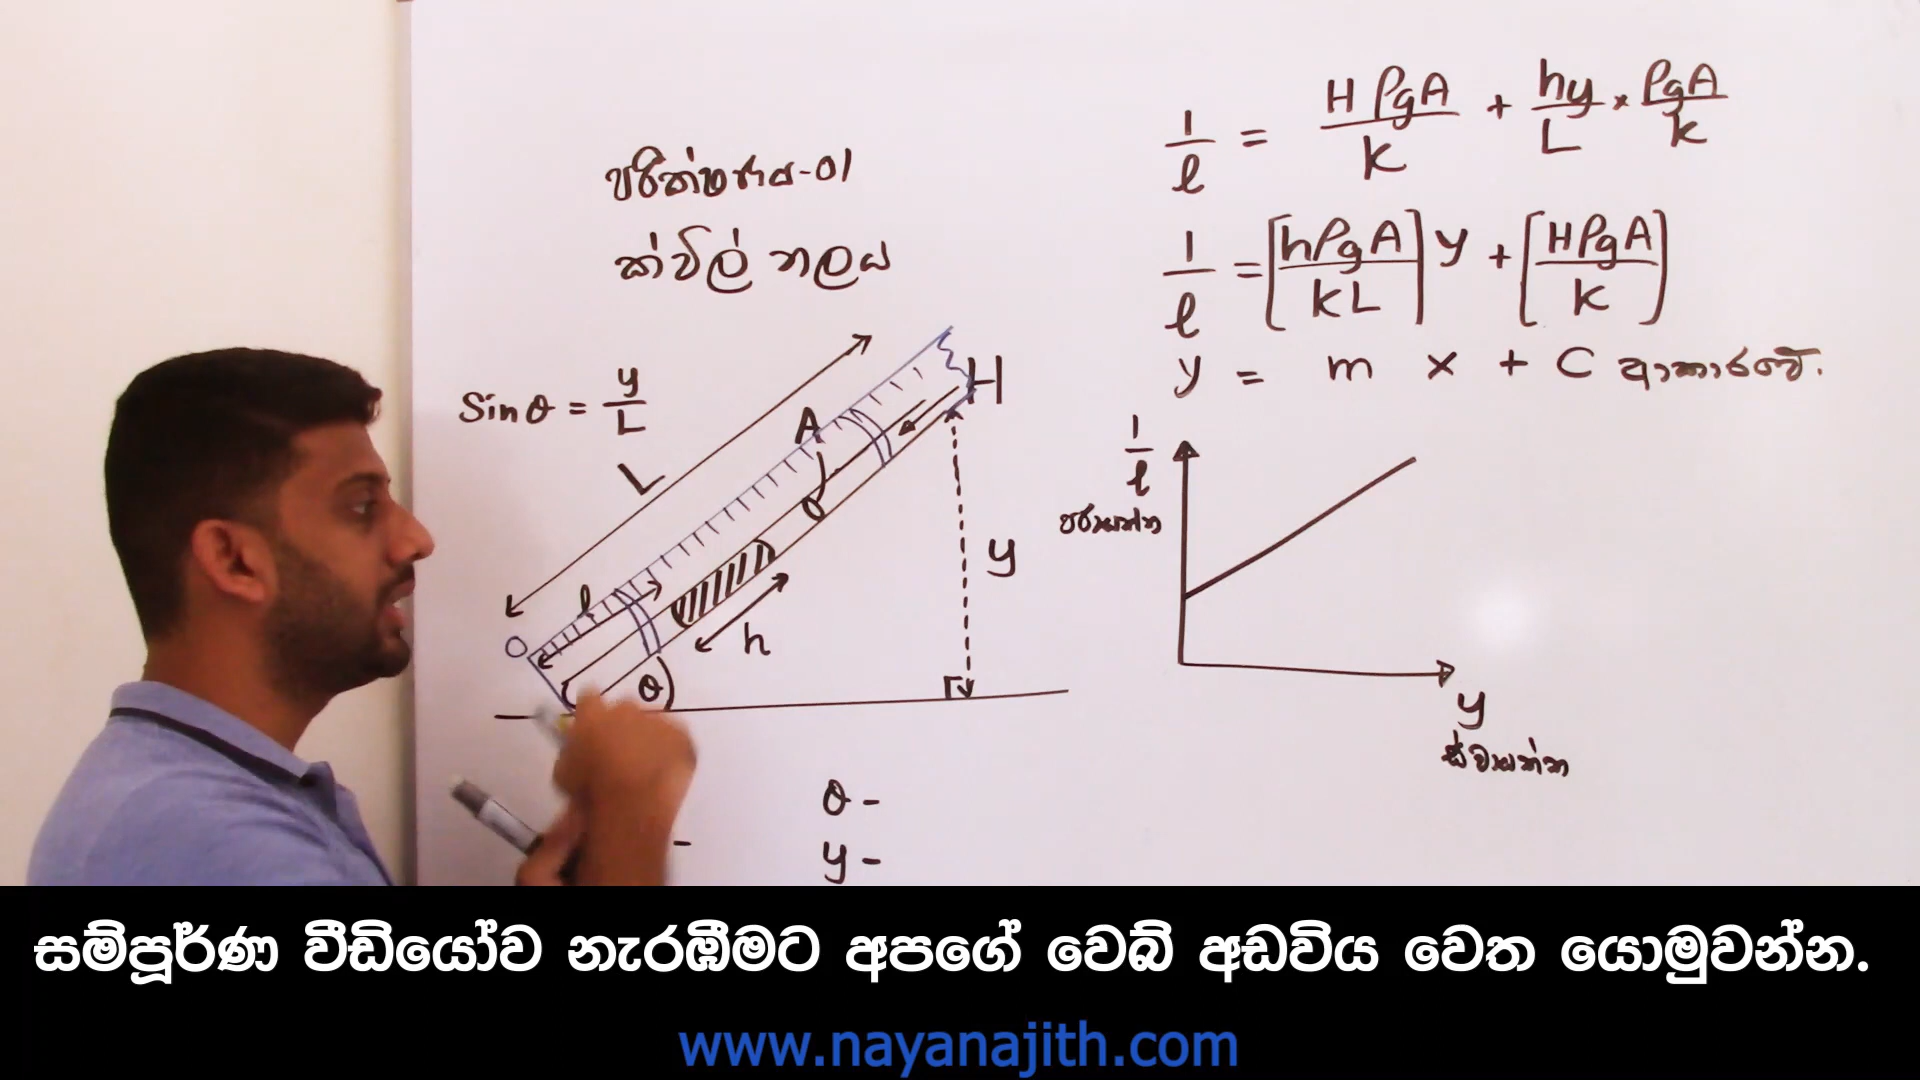 පරීක්ෂණය-01
ක්විල් නලය
Sinθ = y/L
L
A
H
O
l
h
θ
y
θ -
y -
-
1/l = HρgA/k + hy/L × ρgA/k
1/l = [hρgA/kL] y + [HρgA/k]
y = m x + C ආකාරවේ.
1/l
පරායත්ත
y
ස්වායත්ත
සම්පූර්ණ වීඩියෝව නැරඹීමට අපගේ වෙබ් අඩවිය වෙත යොමුවන්න.
www.nayanajith.com